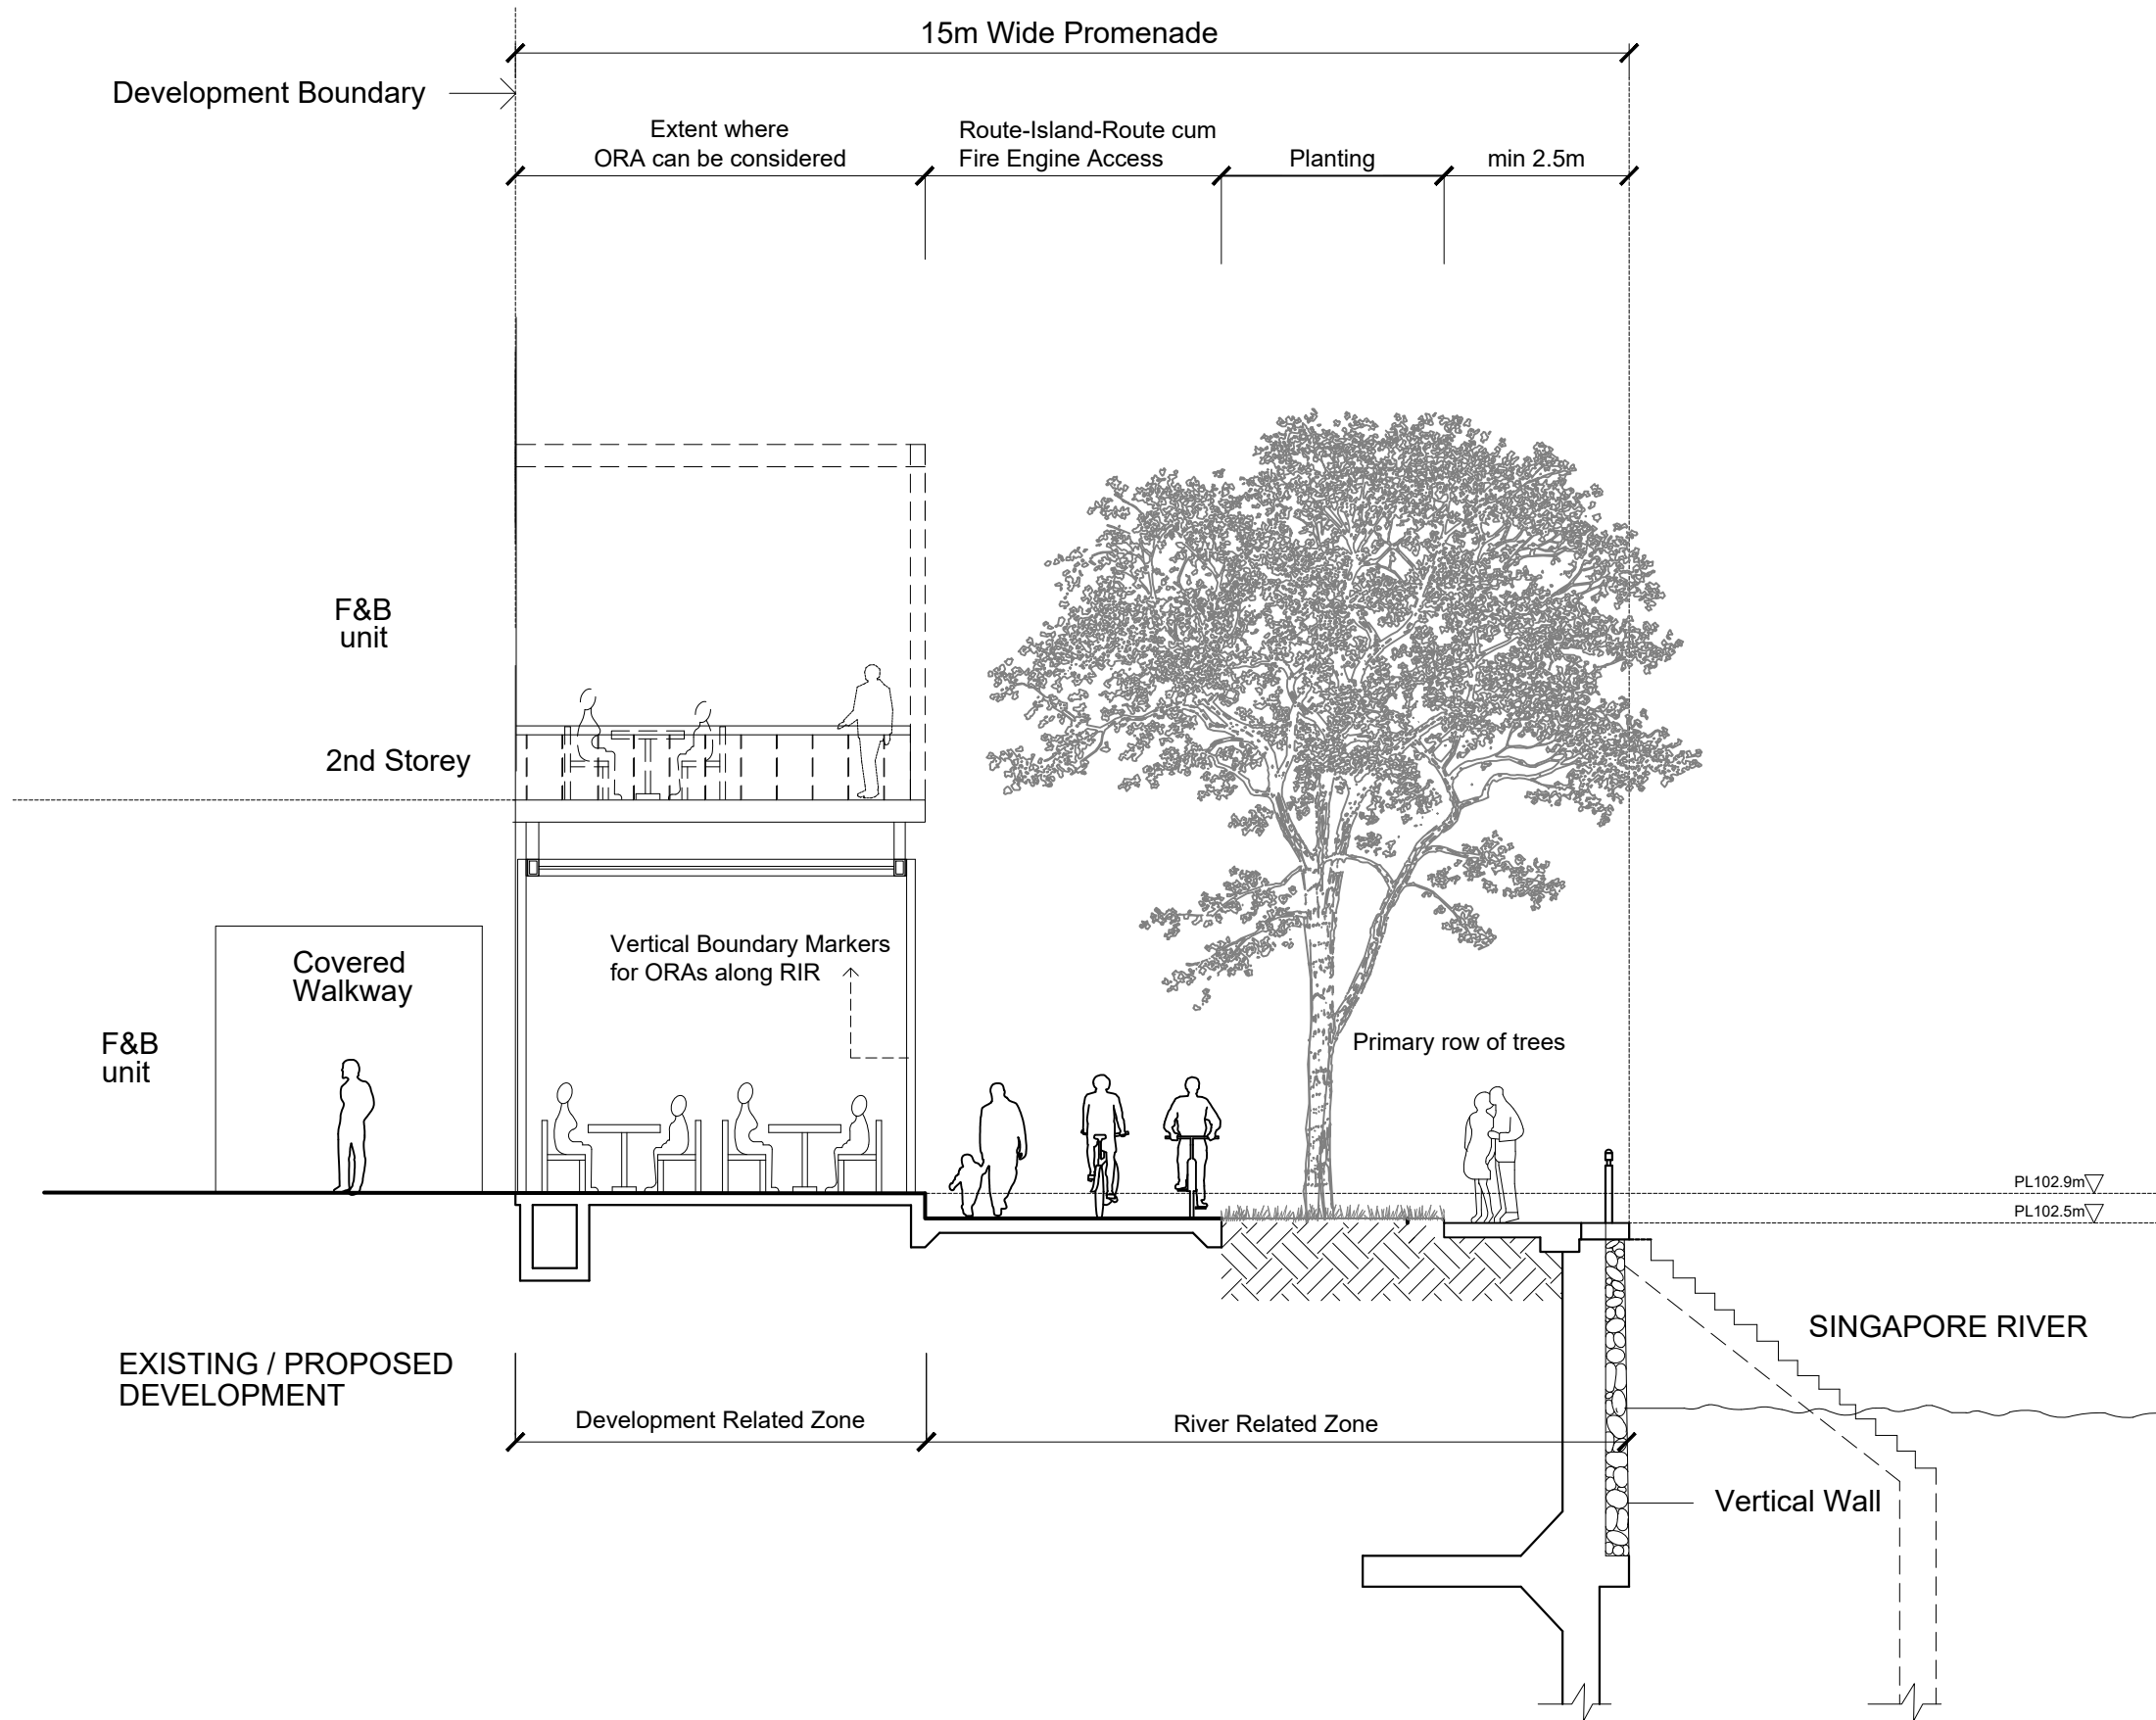 15m Wide Promenade
Development Boundary
Extent where
ORA can be considered
Route-Island-Route cum
Fire Engine Access
Planting
min 2.5m
F&B
unit
2nd Storey
Covered
Walkway
Vertical Boundary Markers
for ORAs along RIR
F&B
unit
Primary row of trees
PL102.9m
PL102.5m
SINGAPORE RIVER
EXISTING / PROPOSED
DEVELOPMENT
Development Related Zone
River Related Zone
Vertical Wall